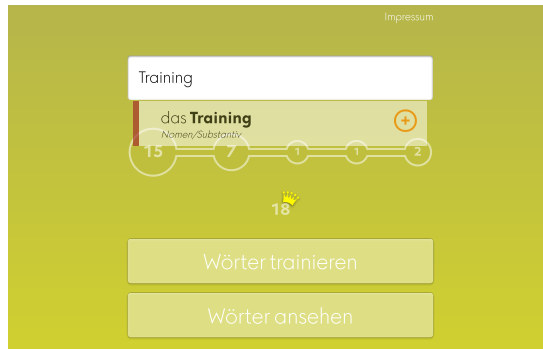 Impressum
Training
das Training
Nomen/Substantiv
15 7 1 1 2
18
Wörter trainieren
Wörter ansehen